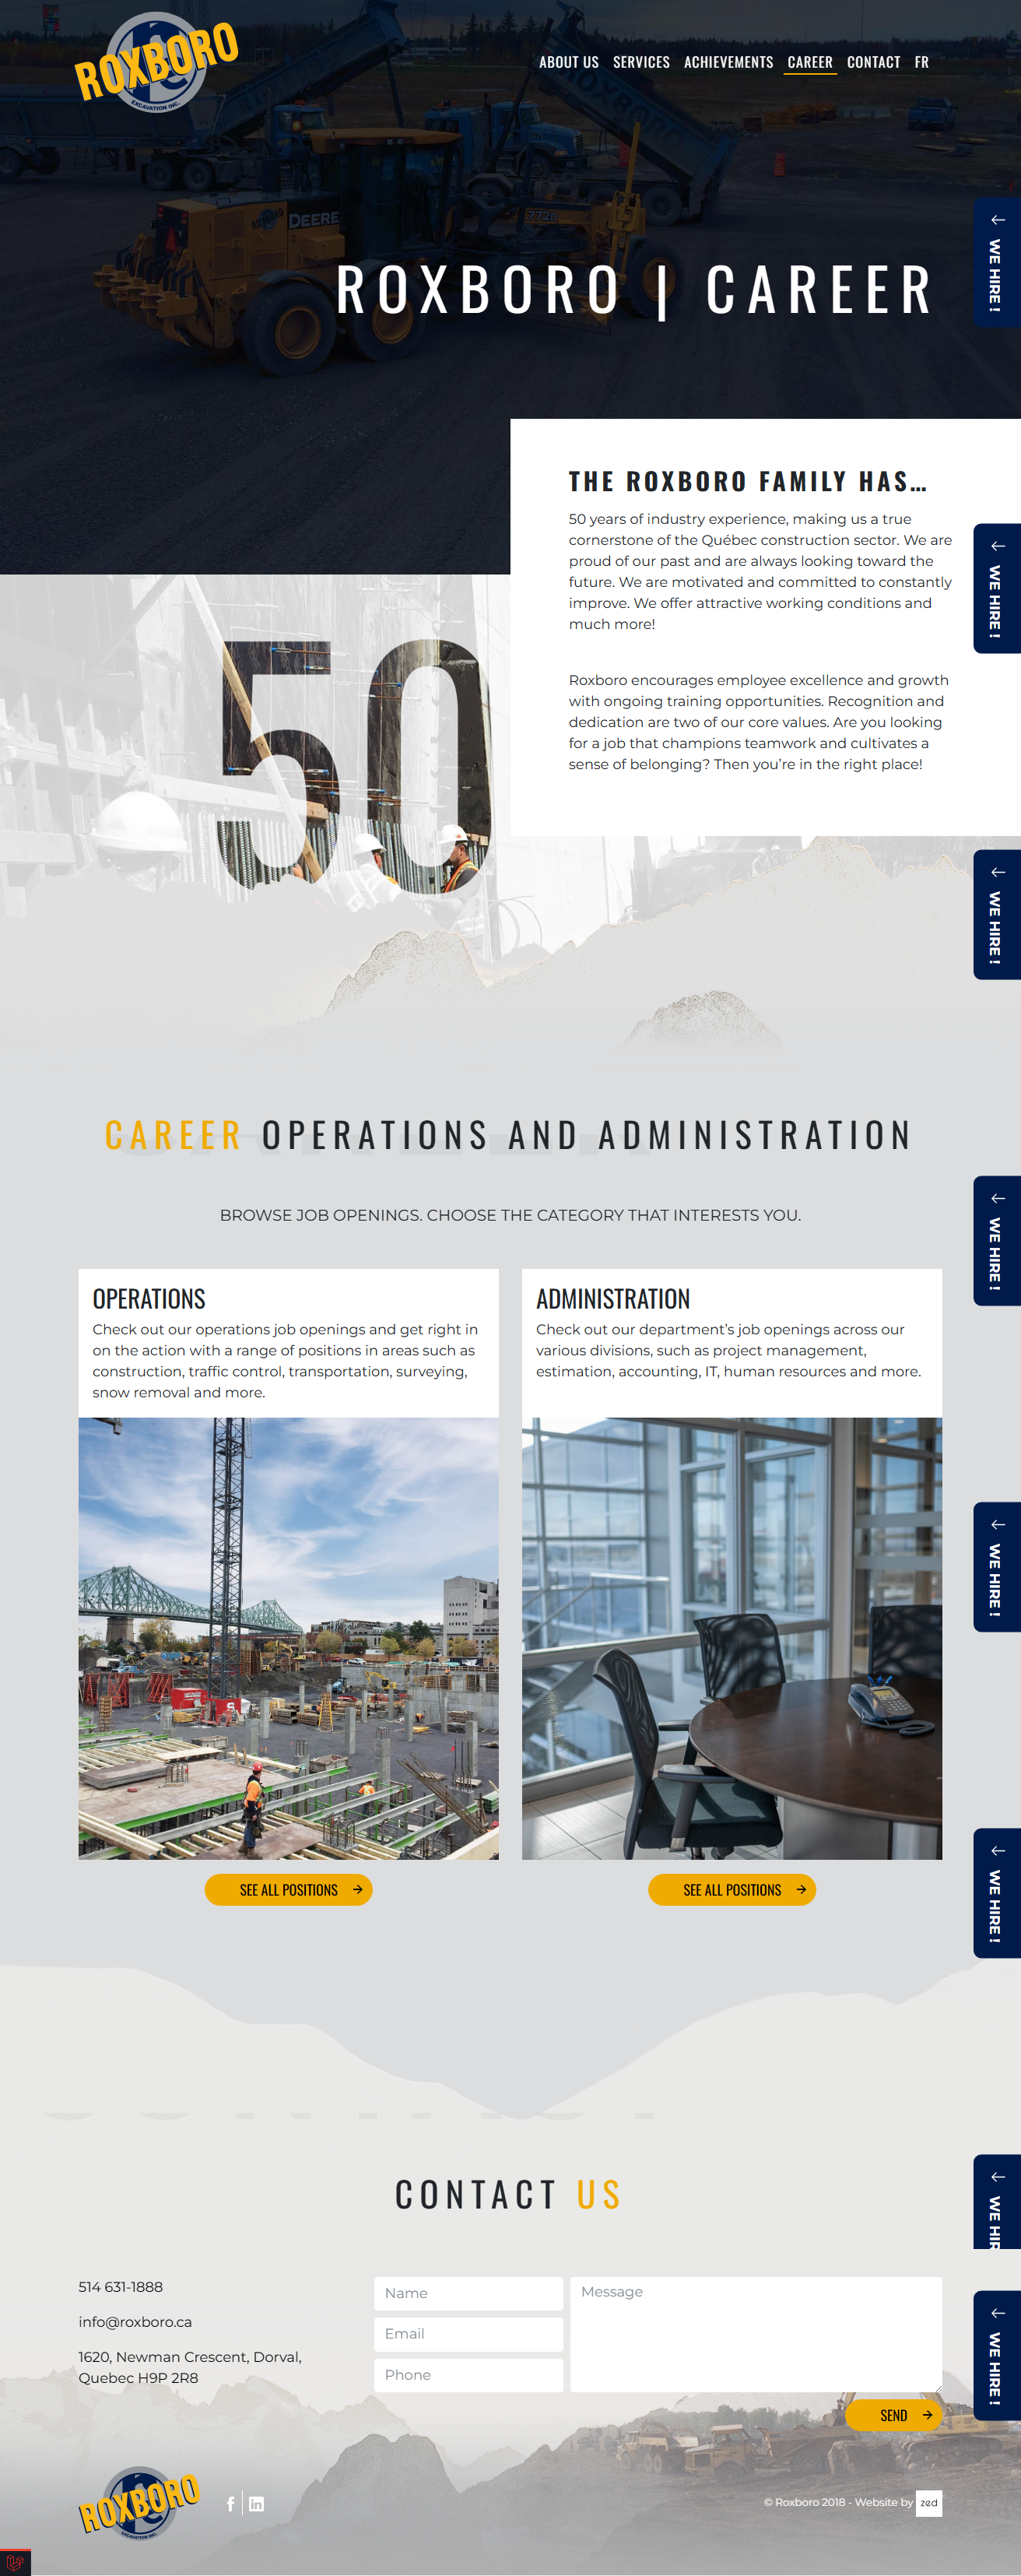 ROXBORO
EXCAVATION INC.
ABOUT US SERVICES ACHIEVEMENTS CAREER CONTACT FR
DEERE
772G
WE HIRE !
ROXBORO | CAREER
THE ROXBORO FAMILY HAS…
50 years of industry experience, making us a true
cornerstone of the Québec construction sector. We are
proud of our past and are always looking toward the
future. We are motivated and committed to constantly
improve. We offer attractive working conditions and
much more!
WE HIRE !
Roxboro encourages employee excellence and growth
with ongoing training opportunities. Recognition and
dedication are two of our core values. Are you looking
for a job that champions teamwork and cultivates a
sense of belonging? Then you’re in the right place!
50
WE HIRE !
CAREER OPERATIONS AND ADMINISTRATION
BROWSE JOB OPENINGS. CHOOSE THE CATEGORY THAT INTERESTS YOU.
WE HIRE !
OPERATIONS
Check out our operations job openings and get right in
on the action with a range of positions in areas such as
construction, traffic control, transportation, surveying,
snow removal and more.
ADMINISTRATION
Check out our department’s job openings across our
various divisions, such as project management,
estimation, accounting, IT, human resources and more.
WE HIRE !
SEE ALL POSITIONS
SEE ALL POSITIONS
WE HIRE !
CONTACT US
WE HIR
514 631-1888
info@roxboro.ca
1620, Newman Crescent, Dorval,
Quebec H9P 2R8
Name
Email
Phone
Message
SEND
WE HIRE !
ROXBORO
EXCAVATION INC.
© Roxboro 2018 - Website by zed